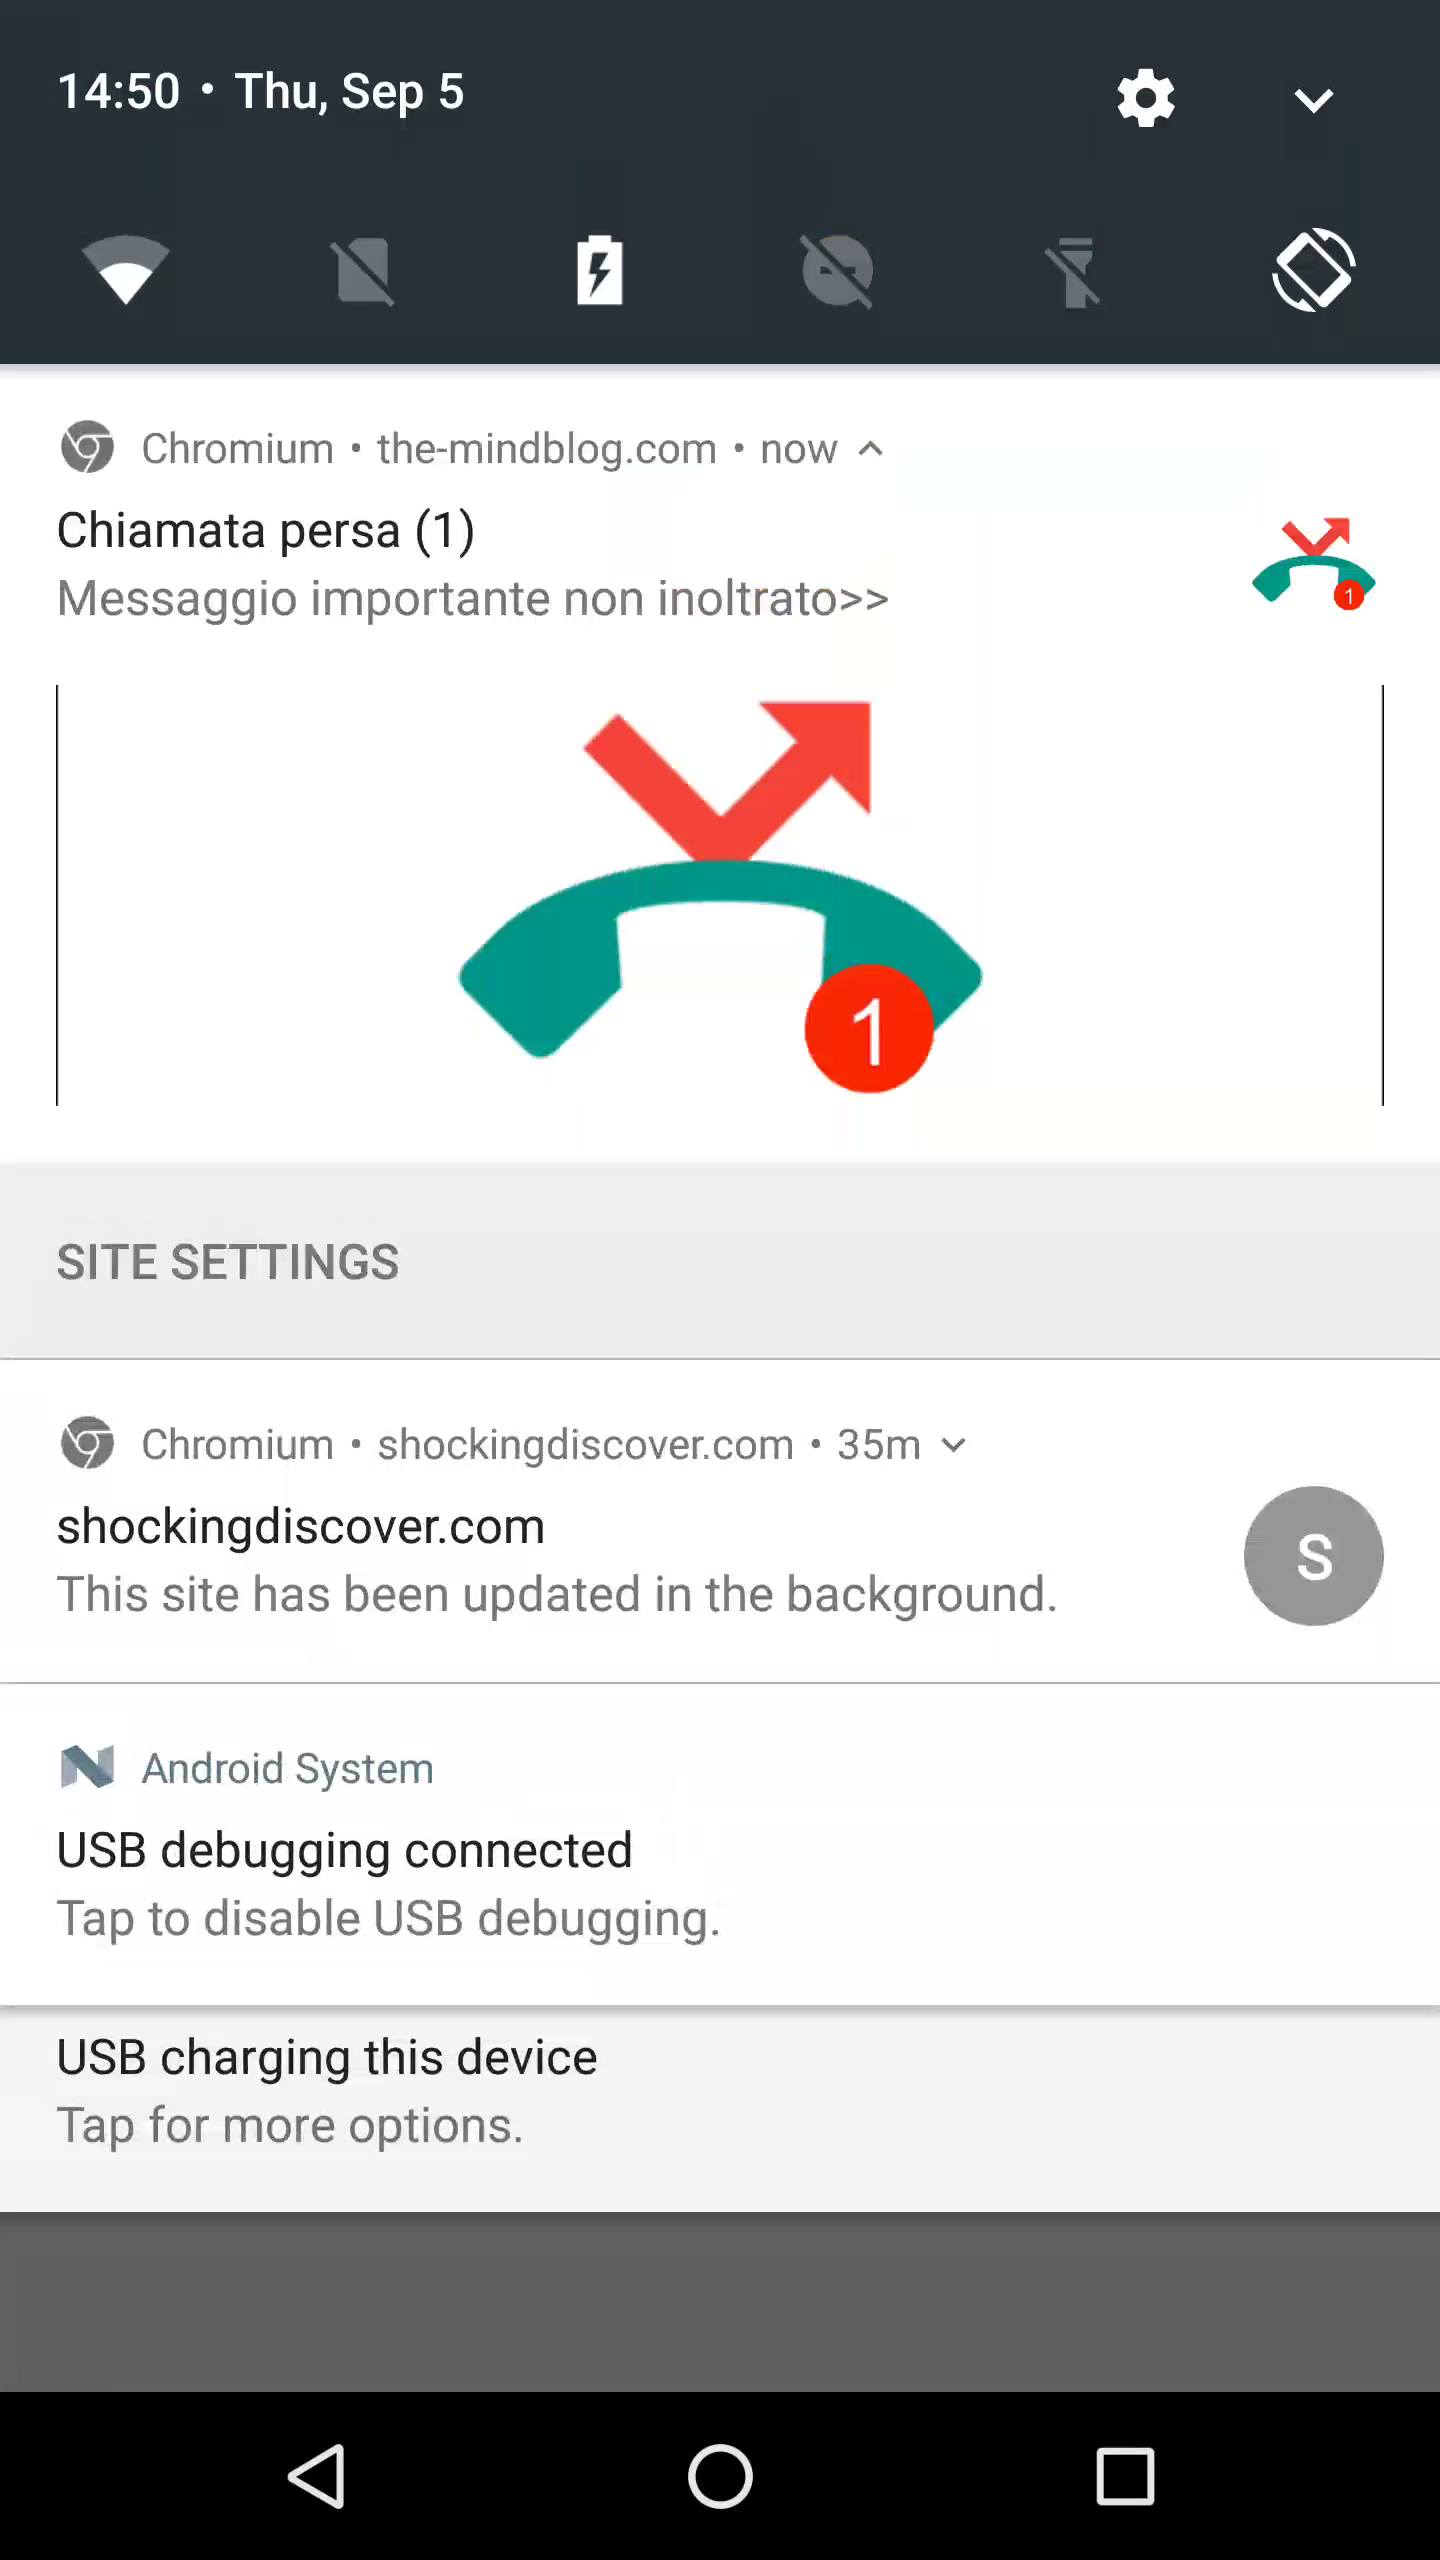 14:50 • Thu, Sep 5
Chromium • the-mindblog.com • now
Chiamata persa (1)
Messaggio importante non inoltrato>>
1
1
SITE SETTINGS
Chromium • shockingdiscover.com • 35m
shockingdiscover.com
This site has been updated in the background.
S
Android System
USB debugging connected
Tap to disable USB debugging.
USB charging this device
Tap for more options.